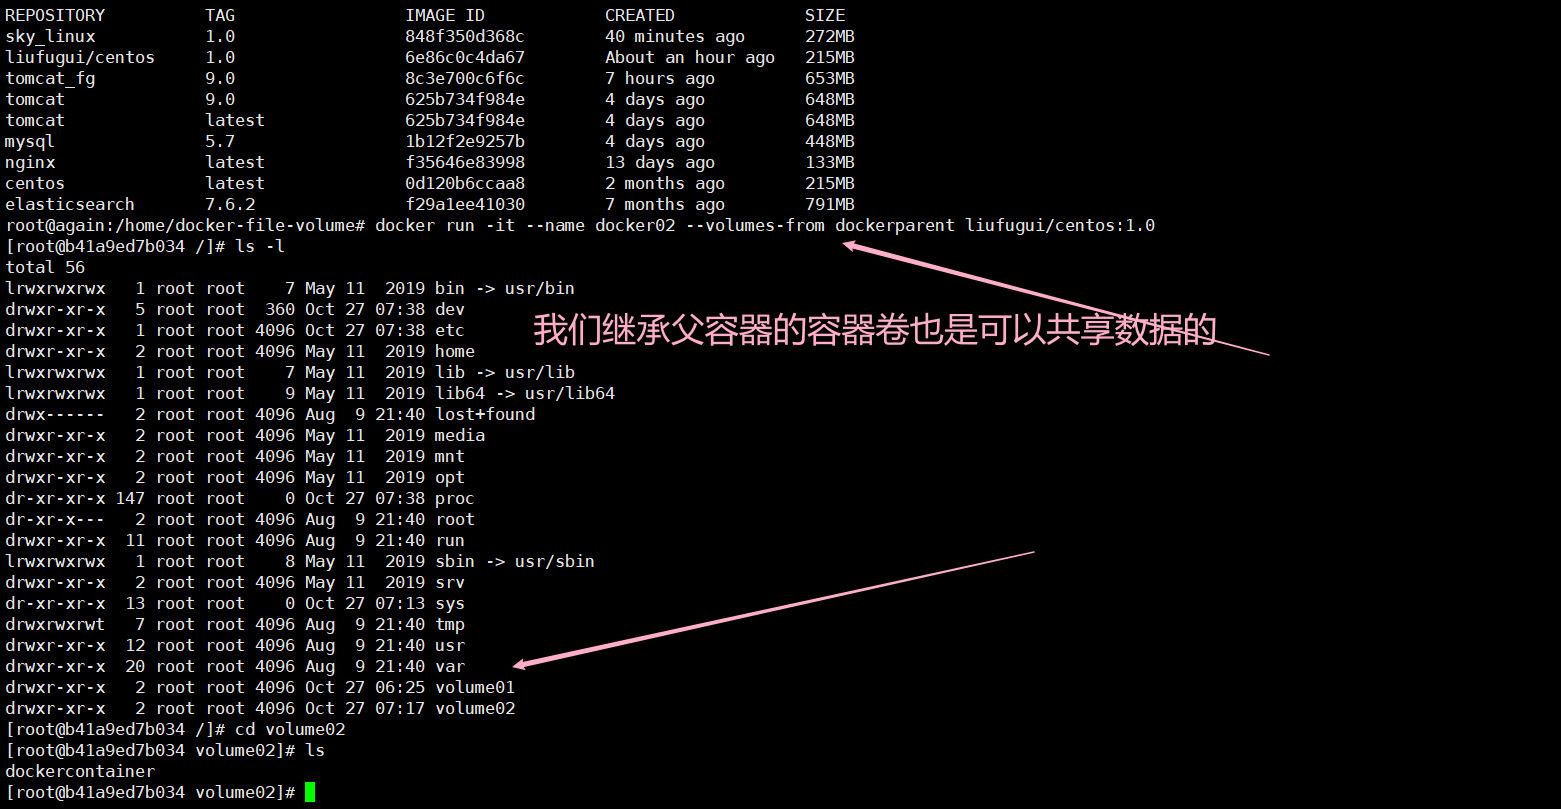 REPOSITORY          TAG                 IMAGE ID            CREATED             SIZE
sky_linux           1.0                 848f350d368c        40 minutes ago      272MB
liufugui/centos     1.0                 6e86c0c4da67        About an hour ago   215MB
tomcat_fg           9.0                 8c3e700c6f6c        7 hours ago         653MB
tomcat              9.0                 625b734f984e        4 days ago          648MB
tomcat              latest              625b734f984e        4 days ago          648MB
mysql               5.7                 1b12f2e9257b        4 days ago          448MB
nginx               latest              f35646e83998        13 days ago         133MB
centos              latest              0d120b6ccaa8        2 months ago        215MB
elasticsearch       7.6.2               f29a1ee41030        7 months ago        791MB
root@again:/home/docker-file-volume# docker run -it --name docker02 --volumes-from dockerparent liufugui/centos:1.0
[root@b41a9ed7b034 /]# ls -l
total 56
lrwxrwxrwx   1 root root    7 May 11  2019 bin -> usr/bin
drwxr-xr-x   5 root root  360 Oct 27 07:38 dev
drwxr-xr-x   1 root root 4096 Oct 27 07:38 etc
我们继承父容器的容器卷也是可以共享数据的
drwxr-xr-x   2 root root 4096 May 11  2019 home
lrwxrwxrwx   1 root root    7 May 11  2019 lib -> usr/lib
lrwxrwxrwx   1 root root    9 May 11  2019 lib64 -> usr/lib64
drwx------   2 root root 4096 Aug  9 21:40 lost+found
drwxr-xr-x   2 root root 4096 May 11  2019 media
drwxr-xr-x   2 root root 4096 May 11  2019 mnt
drwxr-xr-x   2 root root 4096 May 11  2019 opt
dr-xr-xr-x 147 root root    0 Oct 27 07:38 proc
dr-xr-x---   2 root root 4096 Aug  9 21:40 root
drwxr-xr-x  11 root root 4096 Aug  9 21:40 run
lrwxrwxrwx   1 root root    8 May 11  2019 sbin -> usr/sbin
drwxr-xr-x   2 root root 4096 May 11  2019 srv
dr-xr-xr-x  13 root root    0 Oct 27 07:13 sys
drwxrwxrwt   7 root root 4096 Aug  9 21:40 tmp
drwxr-xr-x  12 root root 4096 Aug  9 21:40 usr
drwxr-xr-x  20 root root 4096 Aug  9 21:40 var
drwxr-xr-x   2 root root 4096 Oct 27 06:25 volume01
drwxr-xr-x   2 root root 4096 Oct 27 07:17 volume02
[root@b41a9ed7b034 /]# cd volume02
[root@b41a9ed7b034 volume02]# ls
dockercontainer
[root@b41a9ed7b034 volume02]#